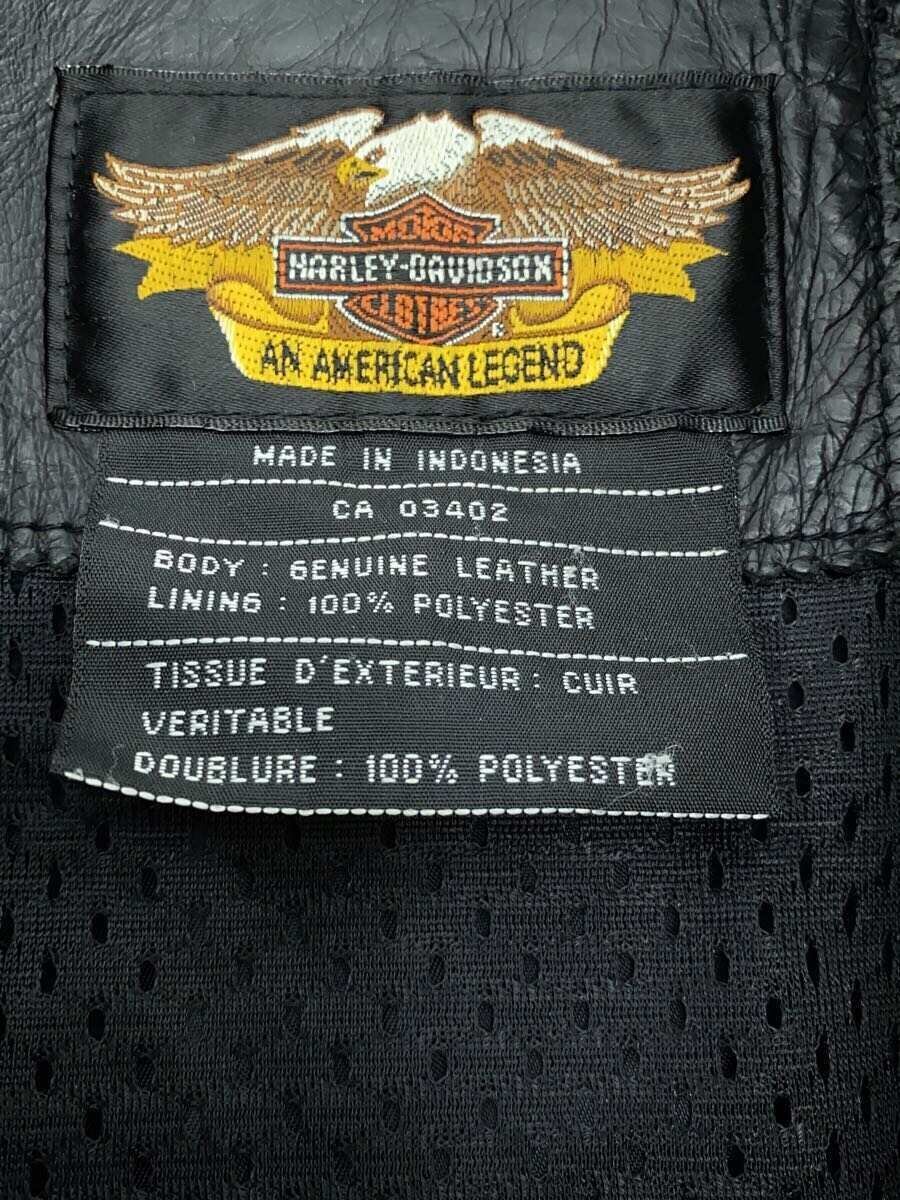 MOTOR
HARLEY-DAVIDSON
CLOTHES
®
AN AMERICAN LEGEND
MADE IN INDONESIA
CA 03402
BODY : GENUINE LEATHER
LINING : 100% POLYESTER
TISSUE D'EXTERIEUR : CUIR
VERITABLE
DOUBLURE : 100% POLYESTER